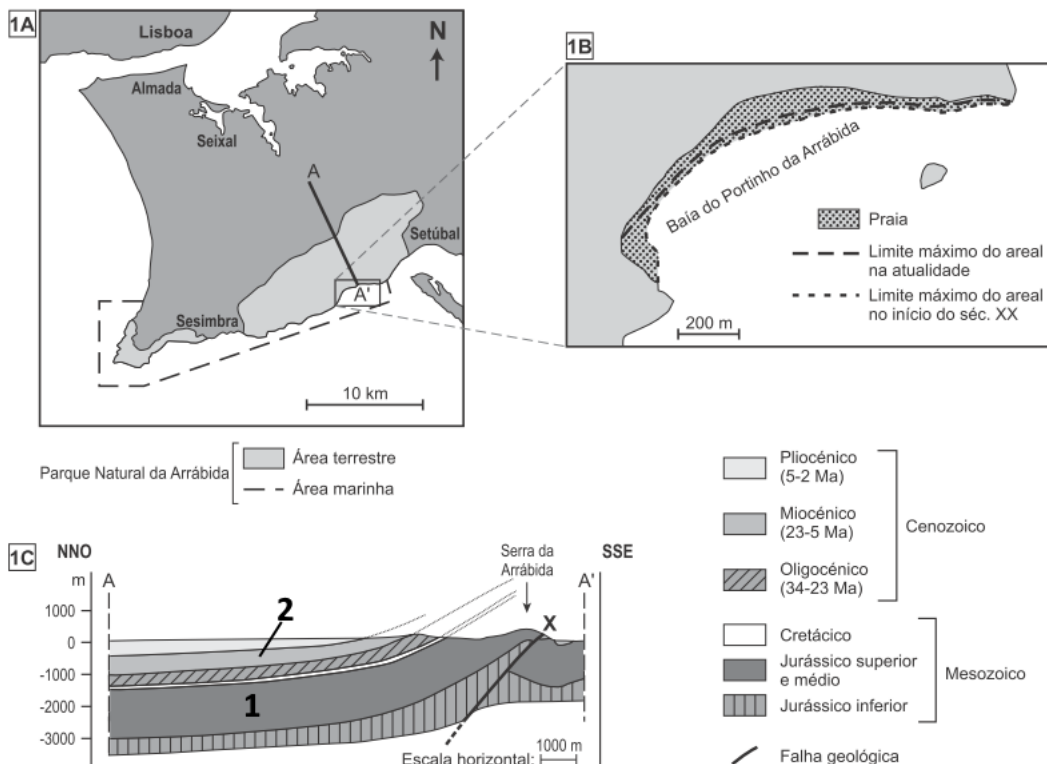 1A
Lisboa
N
Almada
Seixal
A
Setúbal
A'
Sesimbra
10 km
Parque Natural da Arrábida
Área terrestre
Área marinha
1B
Baía do Portinho da Arrábida
Praia
Limite máximo do areal
na atualidade
Limite máximo do areal
no início do séc. XX
200 m
1C
NNO
SSE
m
A
Serra da
Arrábida
A'
1000
0
-1000
-2000
-3000
2
X
1
Escala horizontal: 1000 m
Pliocénico
(5-2 Ma)
Miocénico
(23-5 Ma)
Oligocénico
(34-23 Ma)
Cenozoico
Cretácico
Jurássico superior
e médio
Jurássico inferior
Mesozoico
Falha geológica